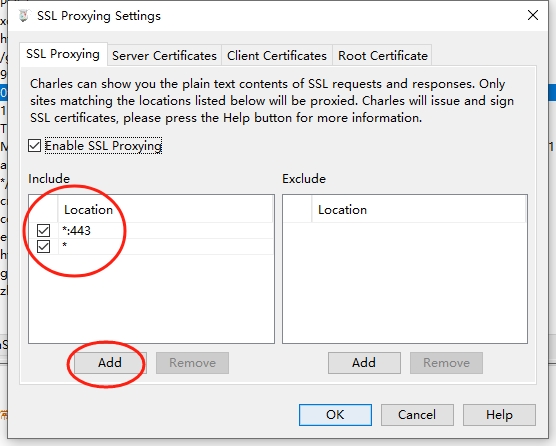 SSL Proxying Settings
SSL Proxying
Server Certificates
Client Certificates
Root Certificate
Charles can show you the plain text contents of SSL requests and responses. Only
sites matching the locations listed below will be proxied. Charles will issue and sign
SSL certificates, please press the Help button for more information.
Enable SSL Proxying
Include
Exclude
Location
Location
*:443
*
Add
Remove
Add
Remove
OK
Cancel
Help